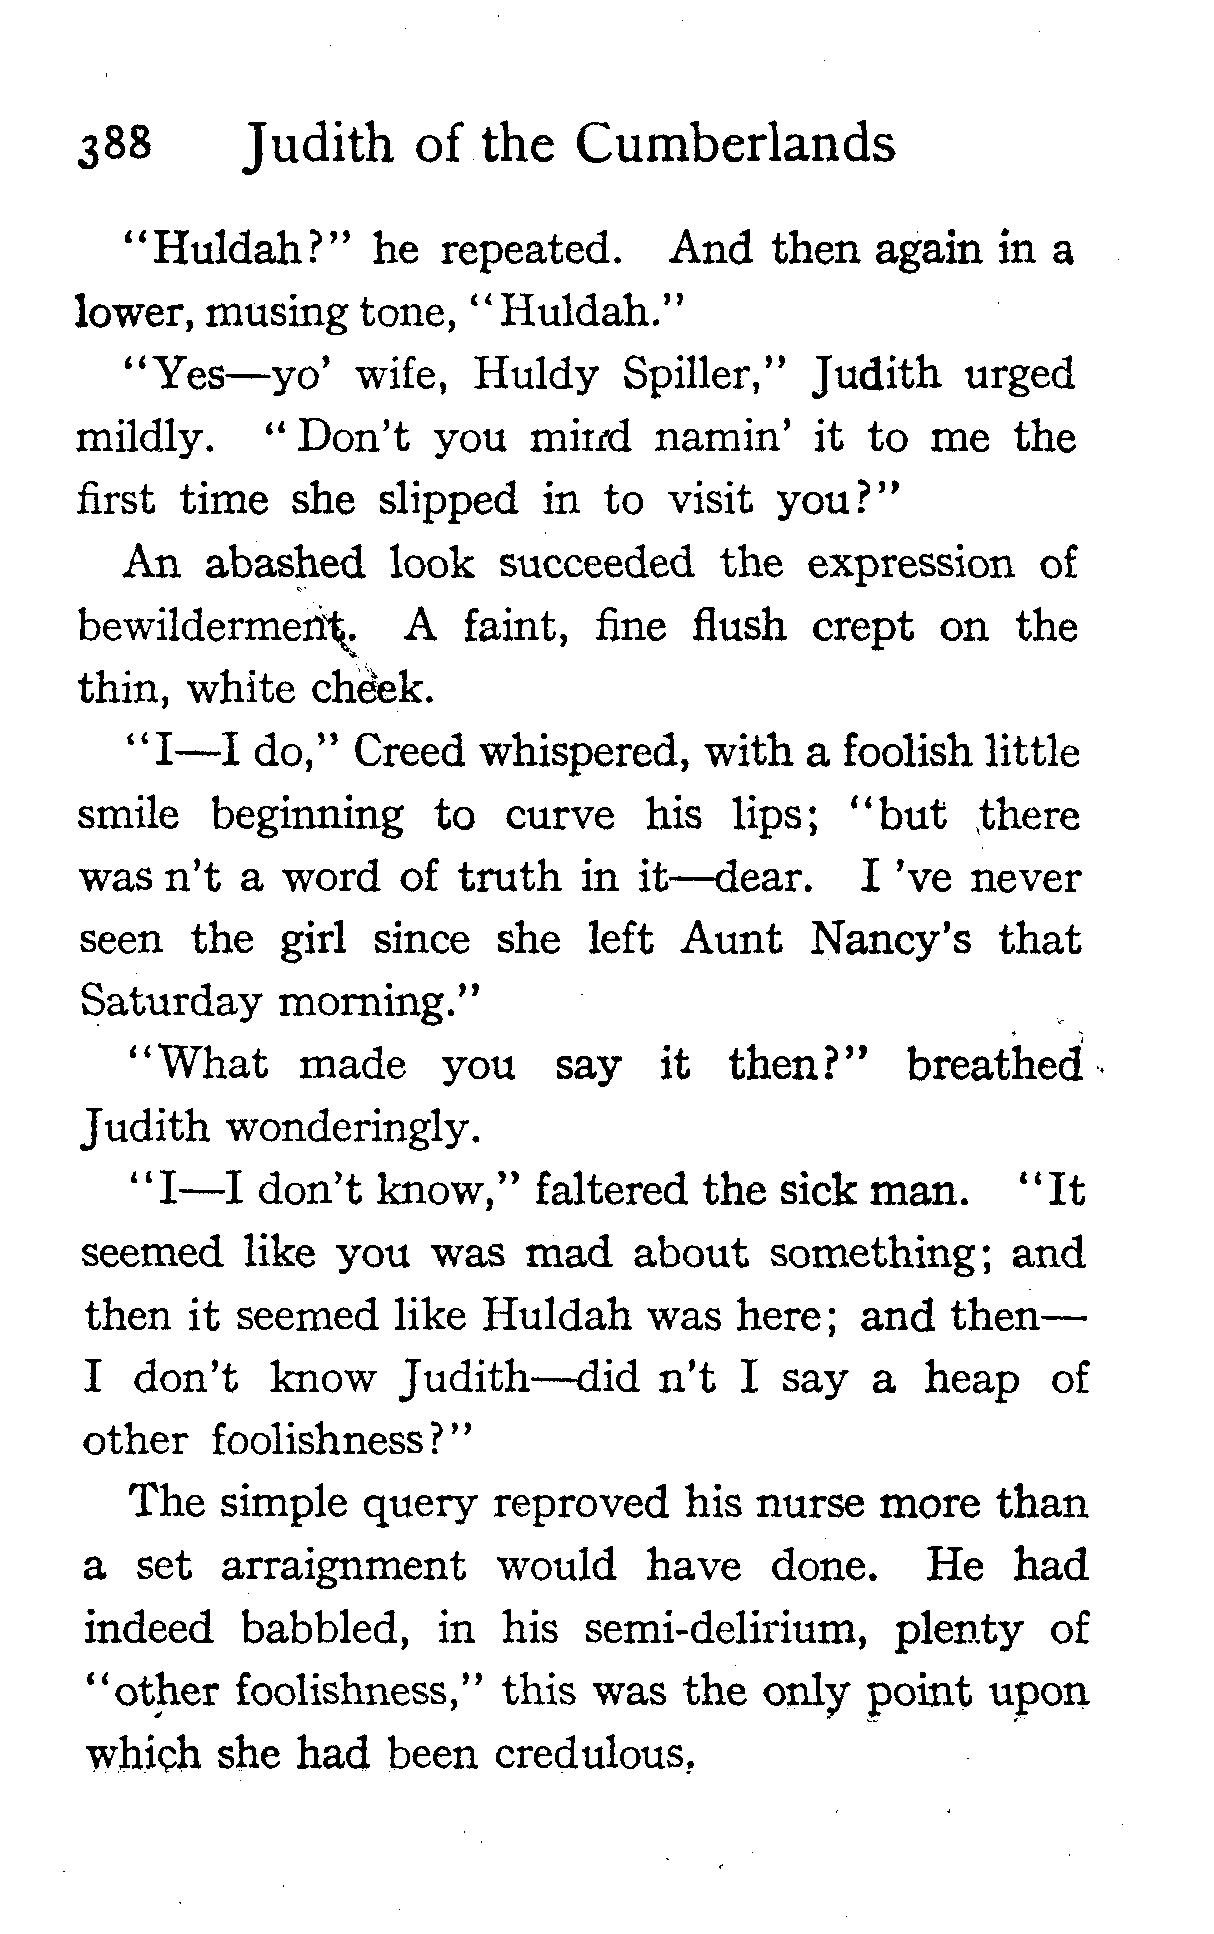 388 Judith of the Cumberlands
"Huldah?" he repeated. And then again in a
lower, musing tone, "Huldah."
"Yes—yo' wife, Huldy Spiller," Judith urged
mildly. "Don't you mind namin' it to me the
first time she slipped in to visit you?"
An abashed look succeeded the expression of
bewilderment. A faint, fine flush crept on the
thin, white cheek.
"I—I do," Creed whispered, with a foolish little
smile beginning to curve his lips; "but there
was n't a word of truth in it—dear. I 've never
seen the girl since she left Aunt Nancy's that
Saturday morning."
"What made you say it then?" breathed
Judith wonderingly.
"I—I don't know," faltered the sick man. "It
seemed like you was mad about something; and
then it seemed like Huldah was here; and then—
I don't know Judith—did n't I say a heap of
other foolishness?"
The simple query reproved his nurse more than
a set arraignment would have done. He had
indeed babbled, in his semi-delirium, plenty of
"other foolishness," this was the only point upon
which she had been credulous.